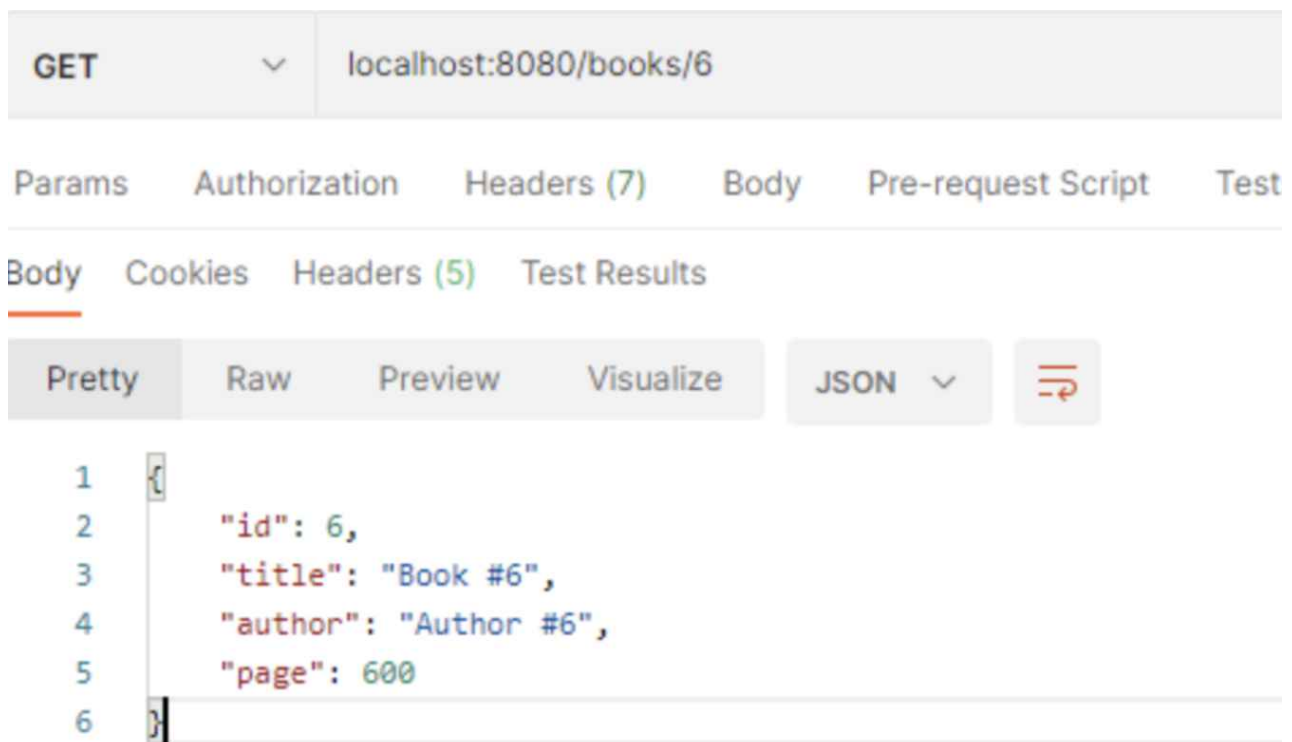 GET localhost:8080/books/6
Params Authorization Headers (7) Body Pre-request Script Test
Body Cookies Headers (5) Test Results
Pretty Raw Preview Visualize JSON
1 {
2 "id": 6,
3 "title": "Book #6",
4 "author": "Author #6",
5 "page": 600
6 }